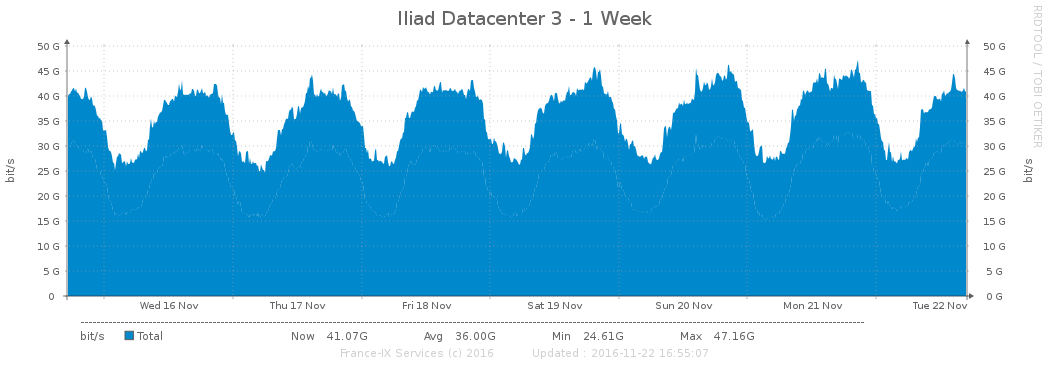 Iliad Datacenter 3 - 1 Week
RRDTOOL / TOBI OETIKER
50 G 50 G
45 G 45 G
40 G 40 G
35 G 35 G
30 G 30 G
25 G 25 G
20 G 20 G
15 G 15 G
10 G 10 G
5 G 5 G
0 0 G
bit/s bit/s
Wed 16 Nov Thu 17 Nov Fri 18 Nov Sat 19 Nov Sun 20 Nov Mon 21 Nov Tue 22 Nov
bit/s Total Now 41.07G Avg 36.00G Min 24.61G Max 47.16G
France-IX Services (c) 2016 Updated : 2016-11-22 16:55:07